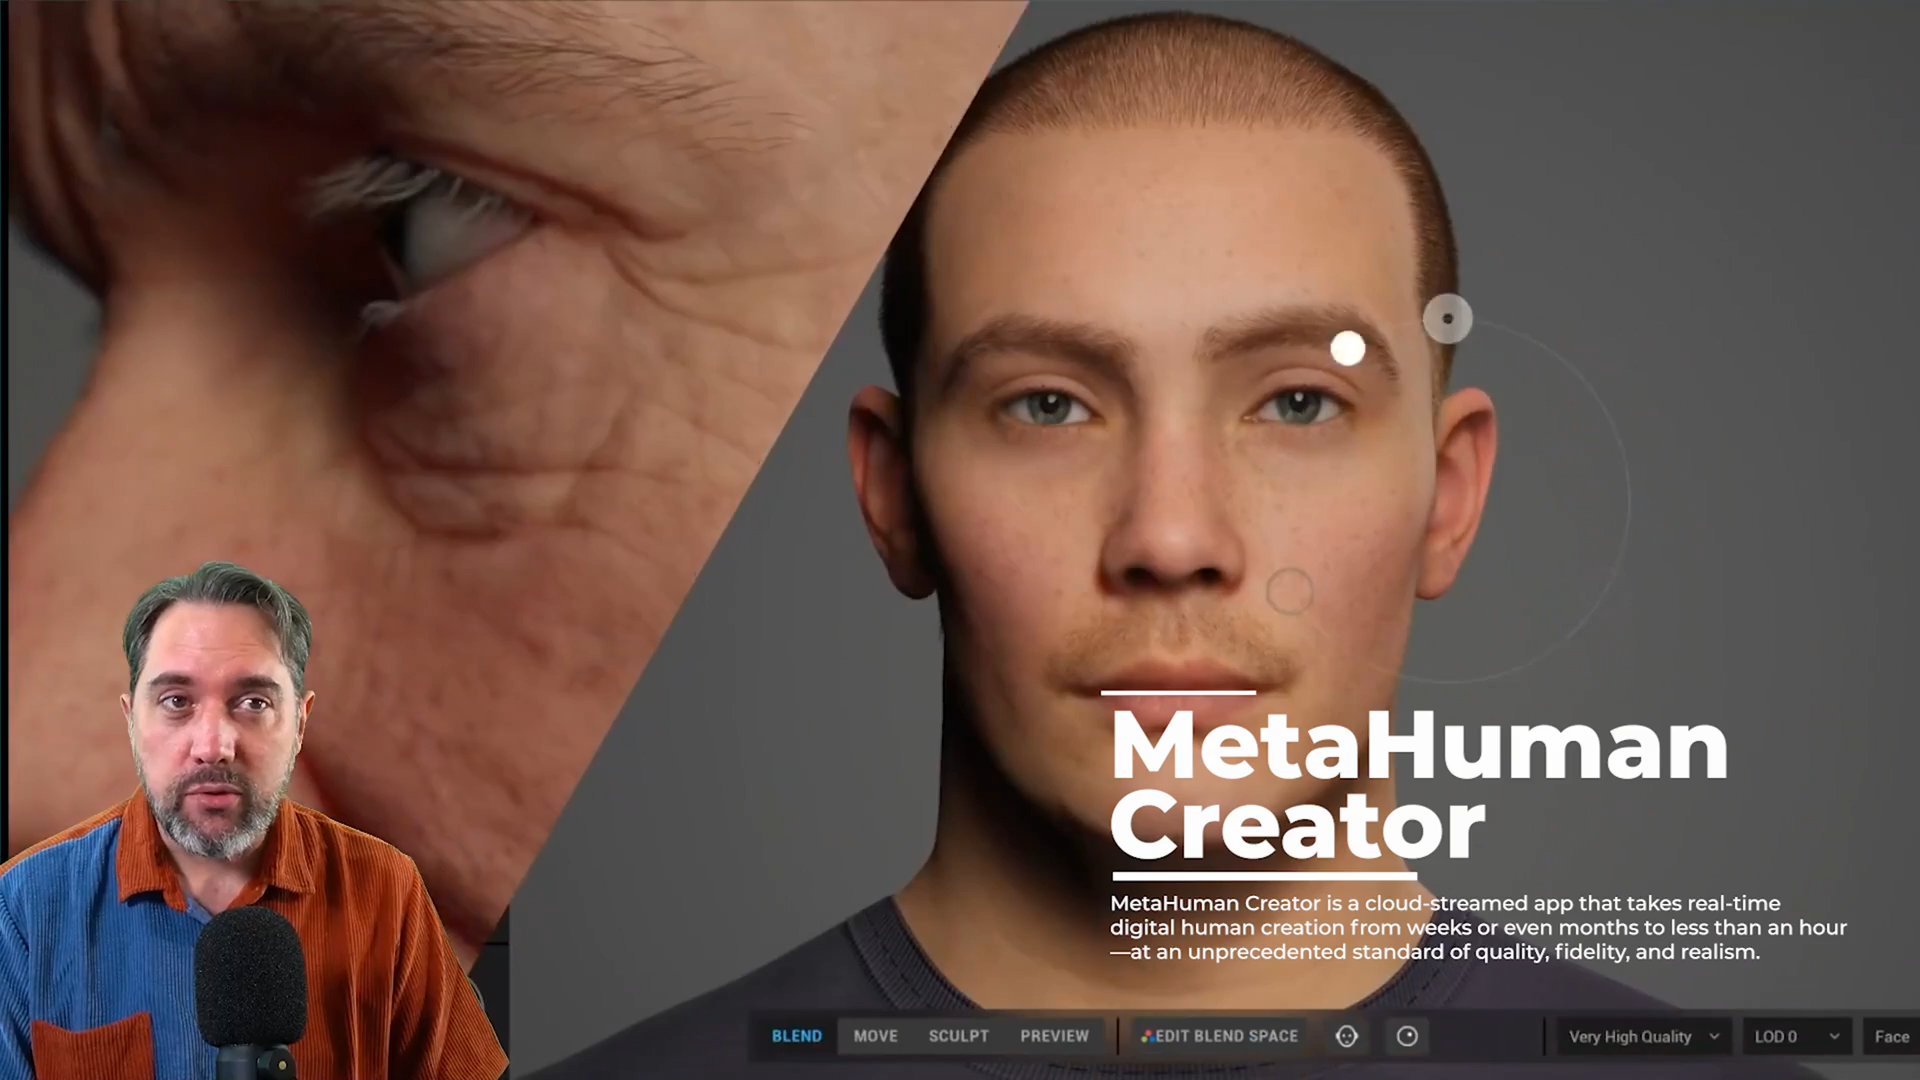 MetaHuman
Creator
MetaHuman Creator is a cloud-streamed app that takes real-time
digital human creation from weeks or even months to less than an hour
—at an unprecedented standard of quality, fidelity, and realism.
BLEND MOVE SCULPT PREVIEW EDIT BLEND SPACE Very High Quality LOD 0 Face